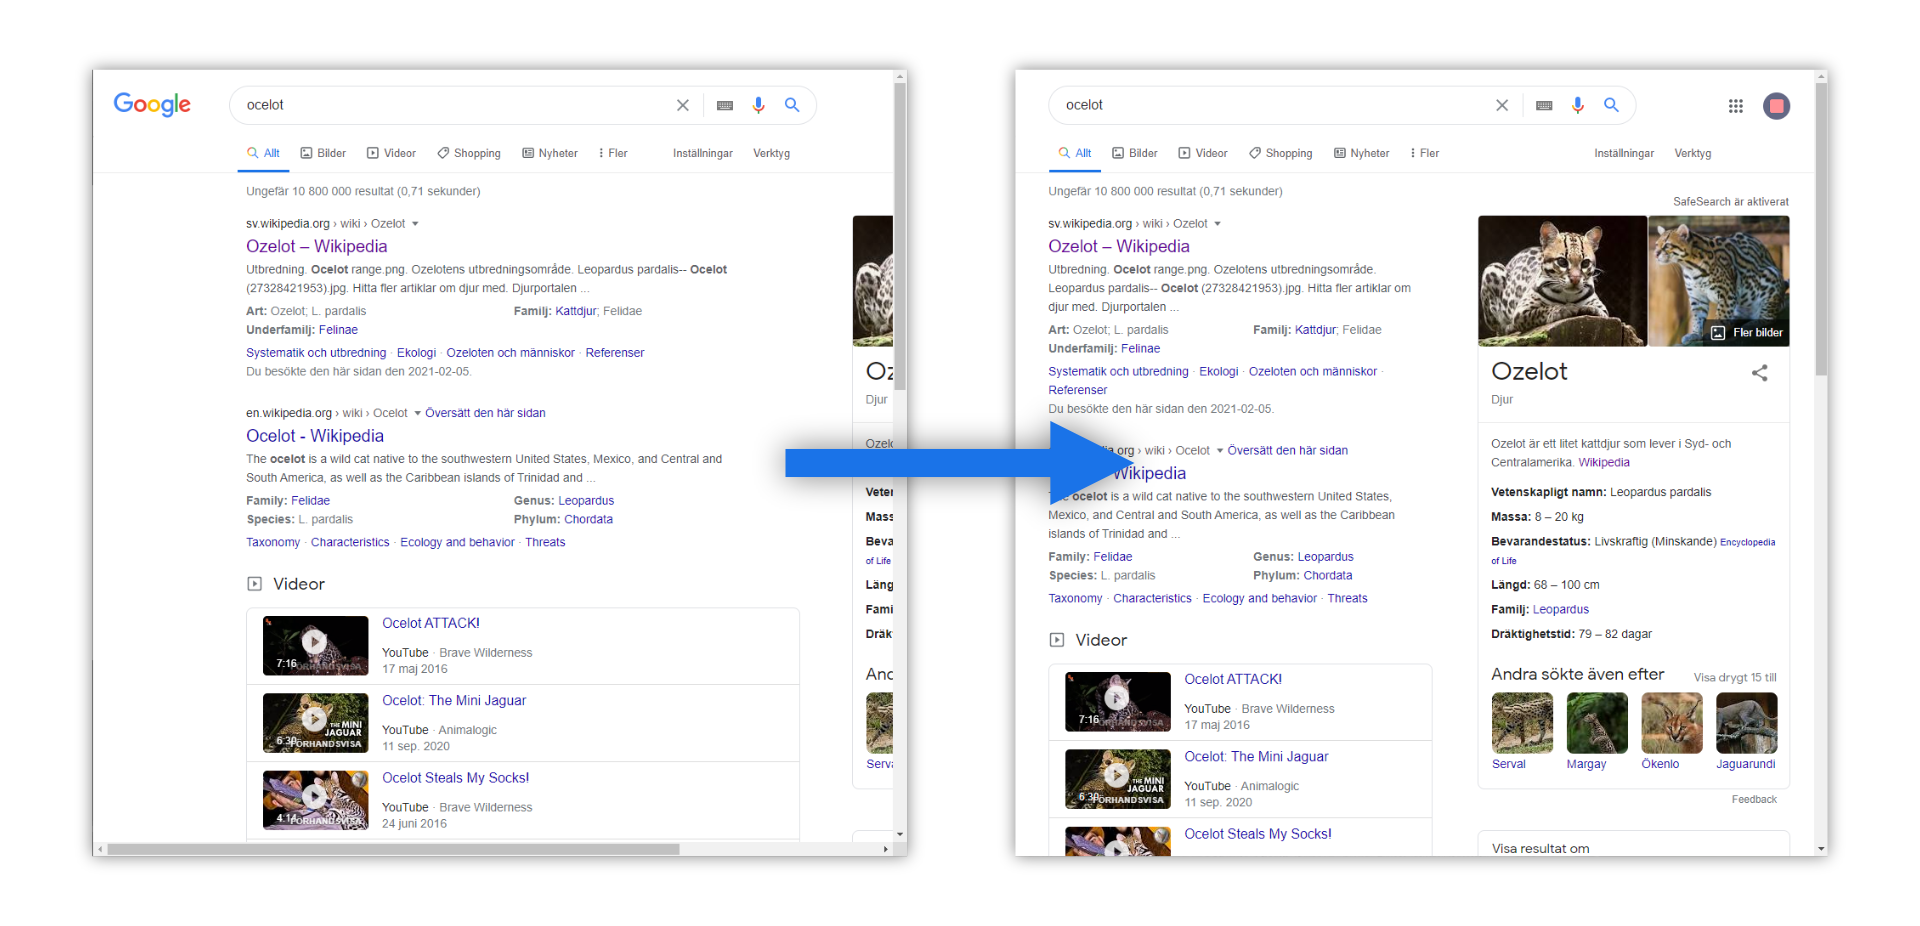 Google
ocelot
Allt Bilder Videor Shopping Nyheter Fler Inställningar Verktyg
Ungefär 10 800 000 resultat (0,71 sekunder)
sv.wikipedia.org › wiki › Ozelot
Ozelot – Wikipedia
Utbredning. Ocelot range.png. Ozelotens utbredningsområde. Leopardus pardalis-- Ocelot
(27328421953).jpg. Hitta fler artiklar om djur med. Djurportalen ...
Art: Ozelot; L. pardalis Familj: Kattdjur; Felidae
Underfamilj: Felinae
Systematik och utbredning · Ekologi · Ozeloten och människor · Referenser
Du besökte den här sidan den 2021-02-05.
en.wikipedia.org › wiki › Ocelot Översätt den här sidan
Ocelot - Wikipedia
The ocelot is a wild cat native to the southwestern United States, Mexico, and Central and
South America, as well as the Caribbean islands of Trinidad and ...
Family: Felidae Genus: Leopardus
Species: L. pardalis Phylum: Chordata
Taxonomy · Characteristics · Ecology and behavior · Threats
Videor
7:16
FÖRHANDSVISA
Ocelot ATTACK!
YouTube · Brave Wilderness
17 maj 2016
THE MINI
JAGUAR
6:30
FÖRHANDSVISA
Ocelot: The Mini Jaguar
YouTube · Animalogic
11 sep. 2020
4:14
FÖRHANDSVISA
Ocelot Steals My Socks!
YouTube · Brave Wilderness
24 juni 2016
Oz
Djur
Ozelo
Veter
Mass
Beva
of Life
Läng
Fami
Dräk
And
Serva
ocelot
Allt Bilder Videor Shopping Nyheter Fler Inställningar Verktyg
Ungefär 10 800 000 resultat (0,71 sekunder)
SafeSearch är aktiverat
sv.wikipedia.org › wiki › Ozelot
Ozelot – Wikipedia
Utbredning. Ocelot range.png. Ozelotens utbredningsområde.
Leopardus pardalis-- Ocelot (27328421953).jpg. Hitta fler artiklar om
djur med. Djurportalen ...
Art: Ozelot; L. pardalis Familj: Kattdjur; Felidae
Underfamilj: Felinae
Systematik och utbredning · Ekologi · Ozeloten och människor ·
Referenser
Du besökte den här sidan den 2021-02-05.
ia.org › wiki › Ocelot Översätt den här sidan
Wikipedia
The ocelot is a wild cat native to the southwestern United States,
Mexico, and Central and South America, as well as the Caribbean
islands of Trinidad and ...
Family: Felidae Genus: Leopardus
Species: L. pardalis Phylum: Chordata
Taxonomy · Characteristics · Ecology and behavior · Threats
Videor
7:16
FÖRHANDSVISA
Ocelot ATTACK!
YouTube · Brave Wilderness
17 maj 2016
THE MINI
JAGUAR
6:30
FÖRHANDSVISA
Ocelot: The Mini Jaguar
YouTube · Animalogic
11 sep. 2020
Ocelot Steals My Socks!
Fler bilder
Ozelot
Djur
Ozelot är ett litet kattdjur som lever i Syd- och
Centralamerika. Wikipedia
Vetenskapligt namn: Leopardus pardalis
Massa: 8 – 20 kg
Bevarandestatus: Livskraftig (Minskande) Encyclopedia
of Life
Längd: 68 – 100 cm
Familj: Leopardus
Dräktighetstid: 79 – 82 dagar
Andra sökte även efter Visa drygt 15 till
Serval Margay Ökenlo Jaguarundi
Feedback
Visa resultat om